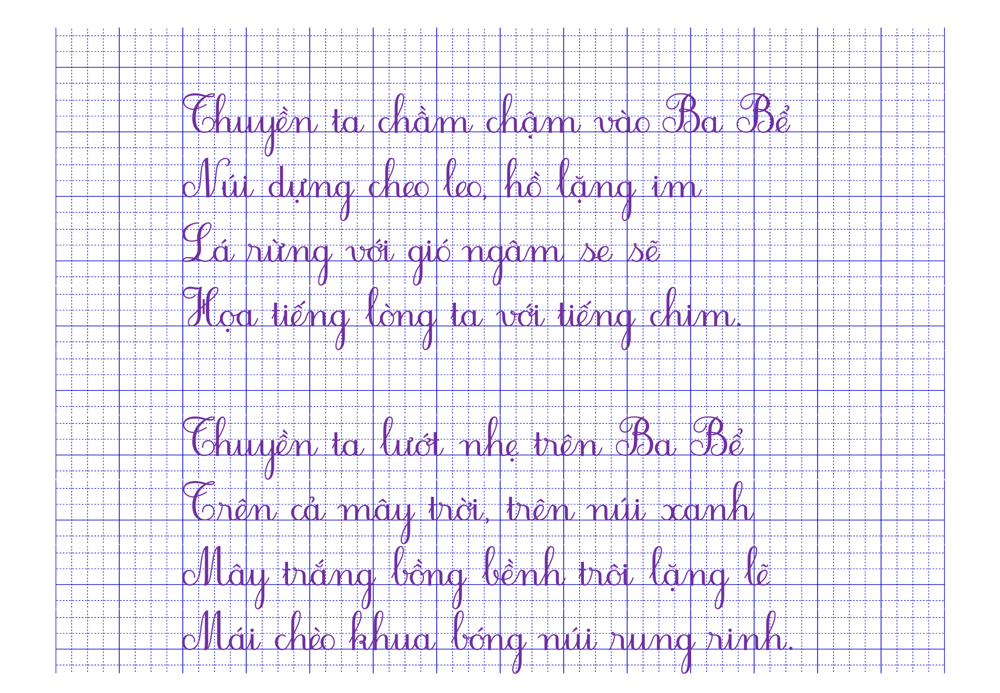 Thuyền ta chầm chậm vào Ba Bể
Núi dựng cheo leo, hồ lặng im
Lá rừng với gió ngâm se sẽ
Họa tiếng lòng ta với tiếng chim.
Thuyền ta lướt nhẹ trên Ba Bể
Trên cả mây trời, trên núi xanh
Mây trắng bồng bềnh trôi lặng lẽ
Mái chèo khua bóng núi rung rinh.